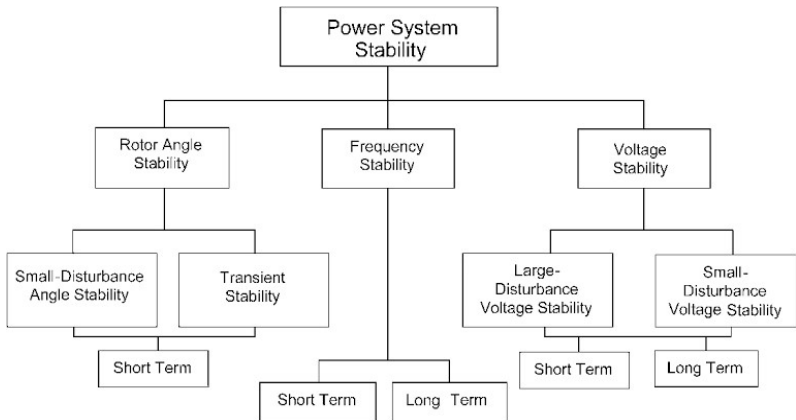 Power System
Stability
Rotor Angle
Stability
Frequency
Stability
Voltage
Stability
Small-Disturbance
Angle Stability
Transient
Stability
Large-
Disturbance
Voltage Stability
Small-
Disturbance
Voltage Stability
Short Term
Short Term
Long Term
Short Term
Long Term